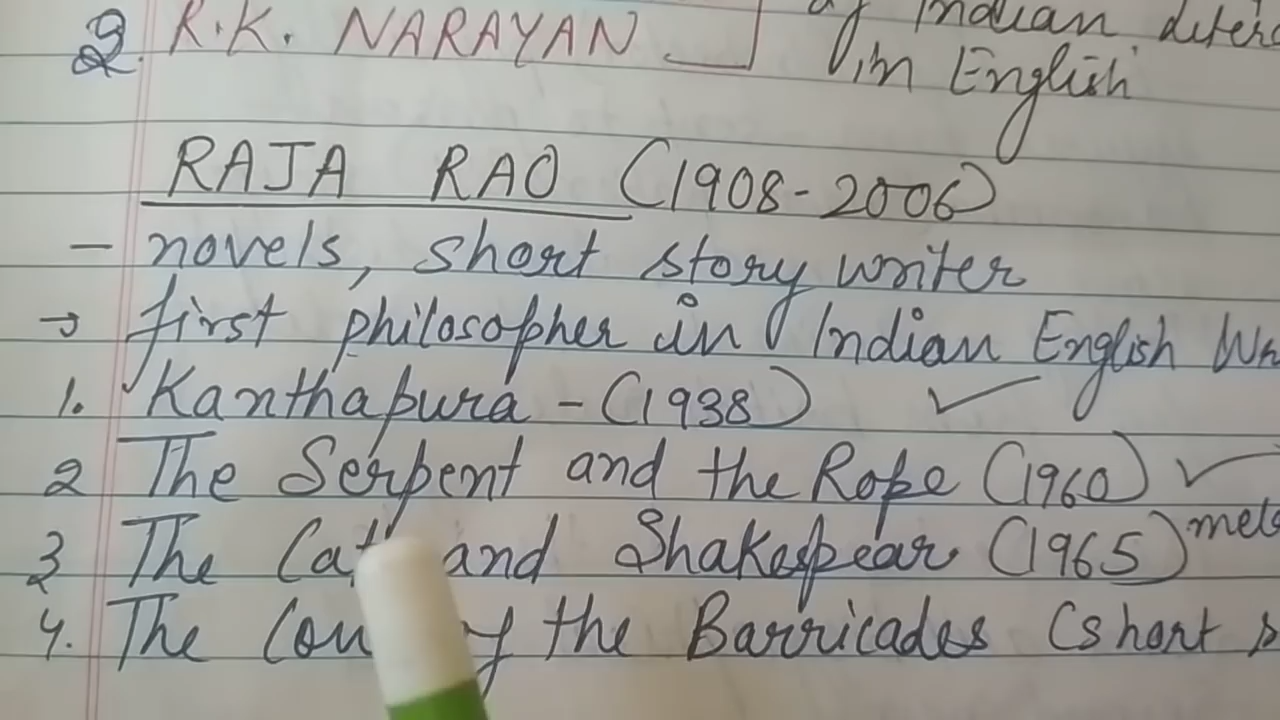 2. R.K. NARAYAN
of Indian
in English
RAJA RAO (1908-2006)
- novels, short story writer
→ first philosopher in Indian English
1. Kanthapura - (1938) ✓
2 The Serpent and the Rope (1960) ✓
3 The Cat and Shakespear. (1965)
4. The of the Barricades (short